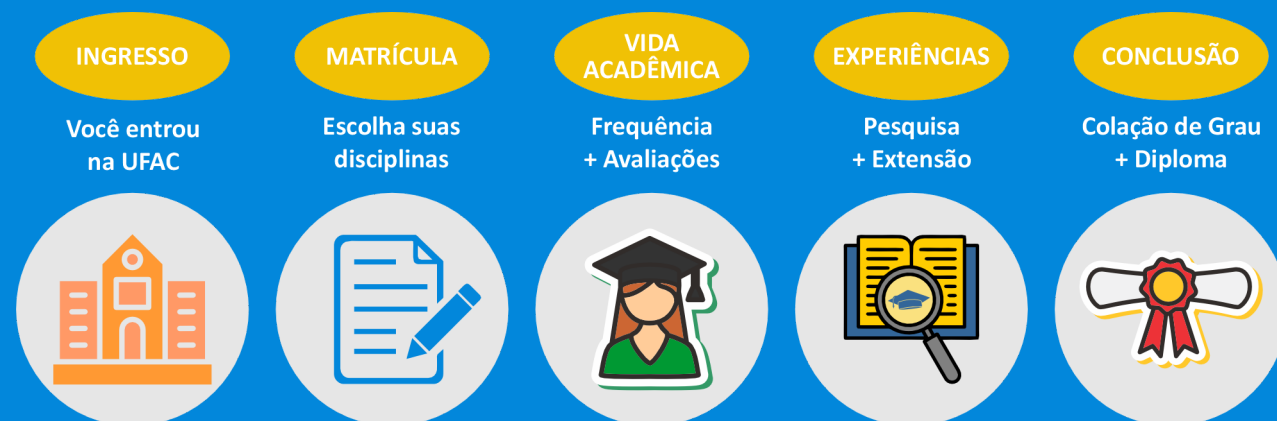 INGRESSO
Você entrou
na UFAC
MATRÍCULA
Escolha suas
disciplinas
VIDA
ACADÊMICA
Frequência
+ Avaliações
EXPERIÊNCIAS
Pesquisa
+ Extensão
CONCLUSÃO
Colação de Grau
+ Diploma